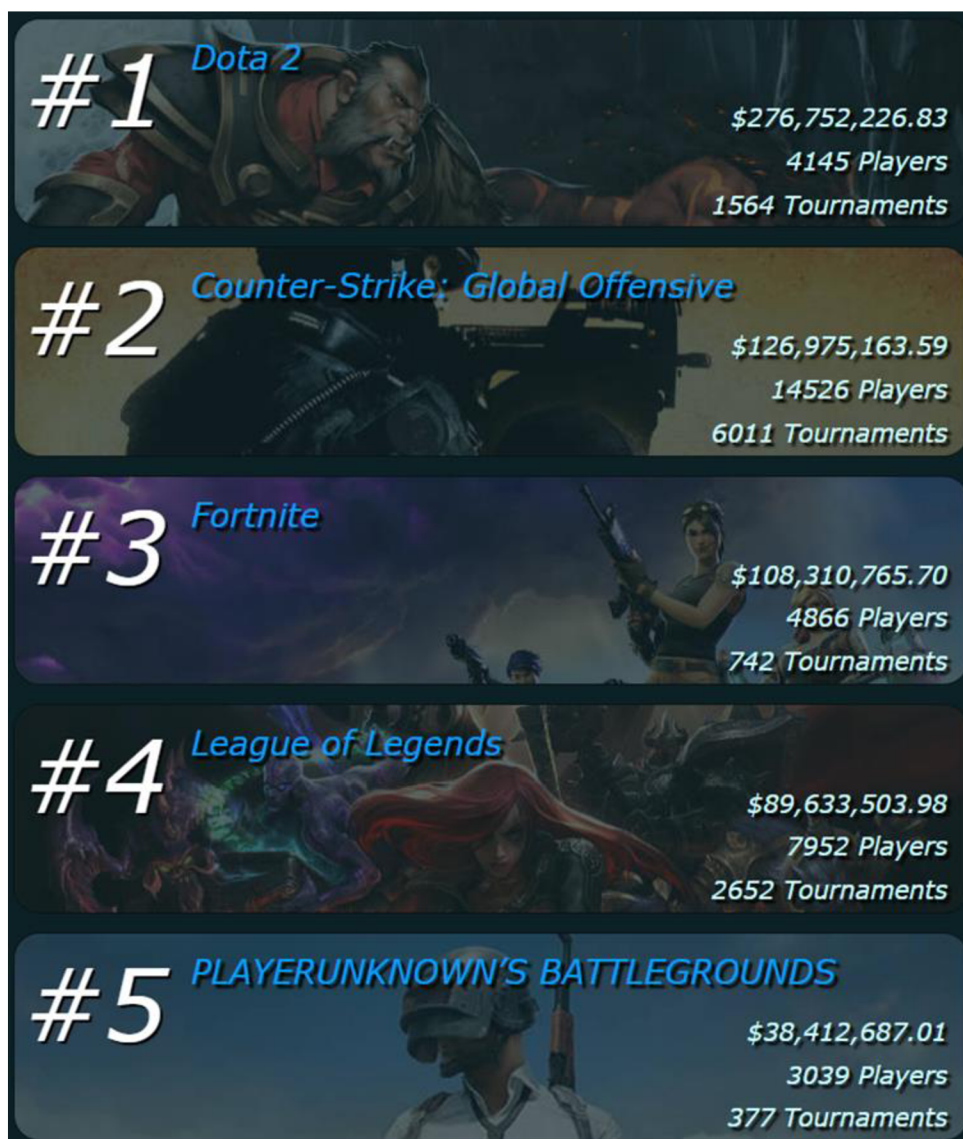 #1
Dota 2
$276,752,226.83
4145 Players
1564 Tournaments
#2
Counter-Strike: Global Offensive
$126,975,163.59
14526 Players
6011 Tournaments
#3
Fortnite
$108,310,765.70
4866 Players
742 Tournaments
#4
League of Legends
$89,633,503.98
7952 Players
2652 Tournaments
#5
PLAYERUNKNOWN'S BATTLEGROUNDS
$38,412,687.01
3039 Players
377 Tournaments